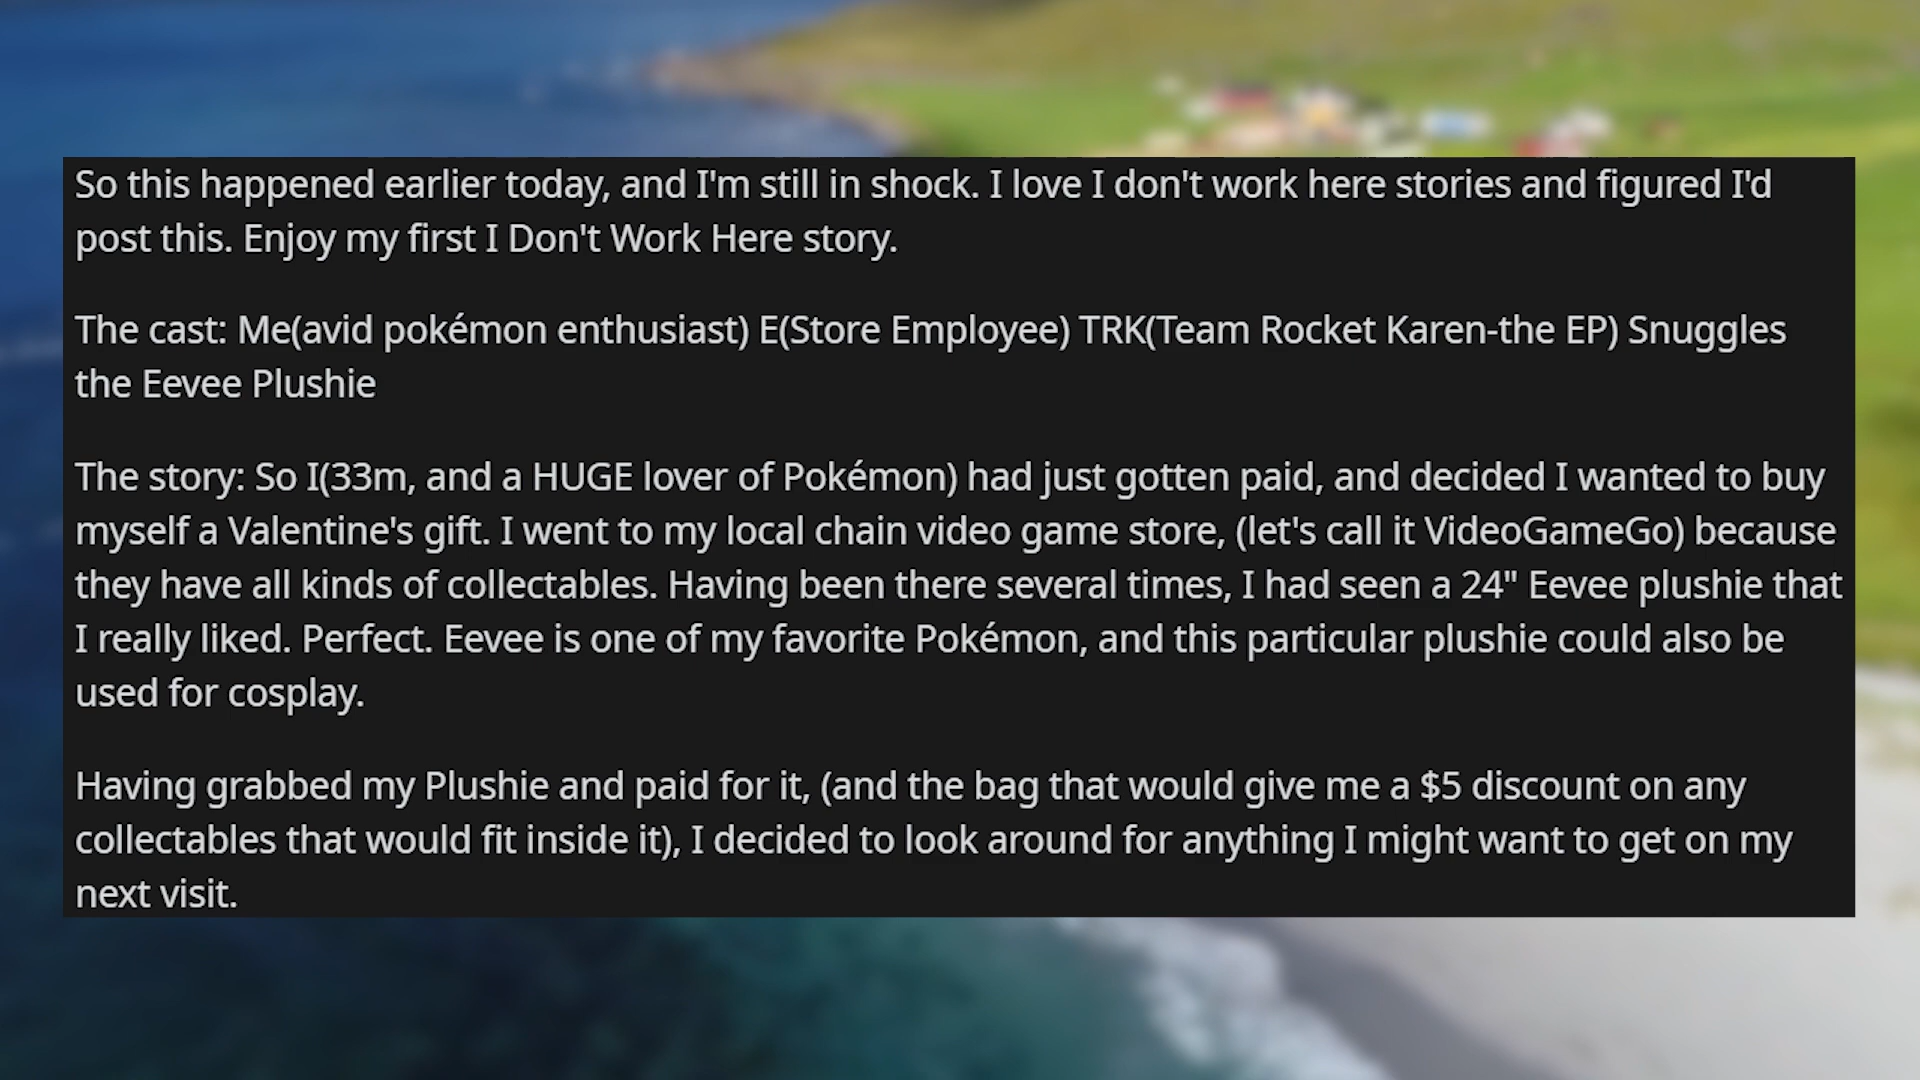 So this happened earlier today, and I'm still in shock. I love I don't work here stories and figured I'd
post this. Enjoy my first I Don't Work Here story.
The cast: Me(avid pokémon enthusiast) E(Store Employee) TRK(Team Rocket Karen-the EP) Snuggles
the Eevee Plushie
The story: So I(33m, and a HUGE lover of Pokémon) had just gotten paid, and decided I wanted to buy
myself a Valentine's gift. I went to my local chain video game store, (let's call it VideoGameGo) because
they have all kinds of collectables. Having been there several times, I had seen a 24" Eevee plushie that
I really liked. Perfect. Eevee is one of my favorite Pokémon, and this particular plushie could also be
used for cosplay.
Having grabbed my Plushie and paid for it, (and the bag that would give me a $5 discount on any
collectables that would fit inside it), I decided to look around for anything I might want to get on my
next visit.